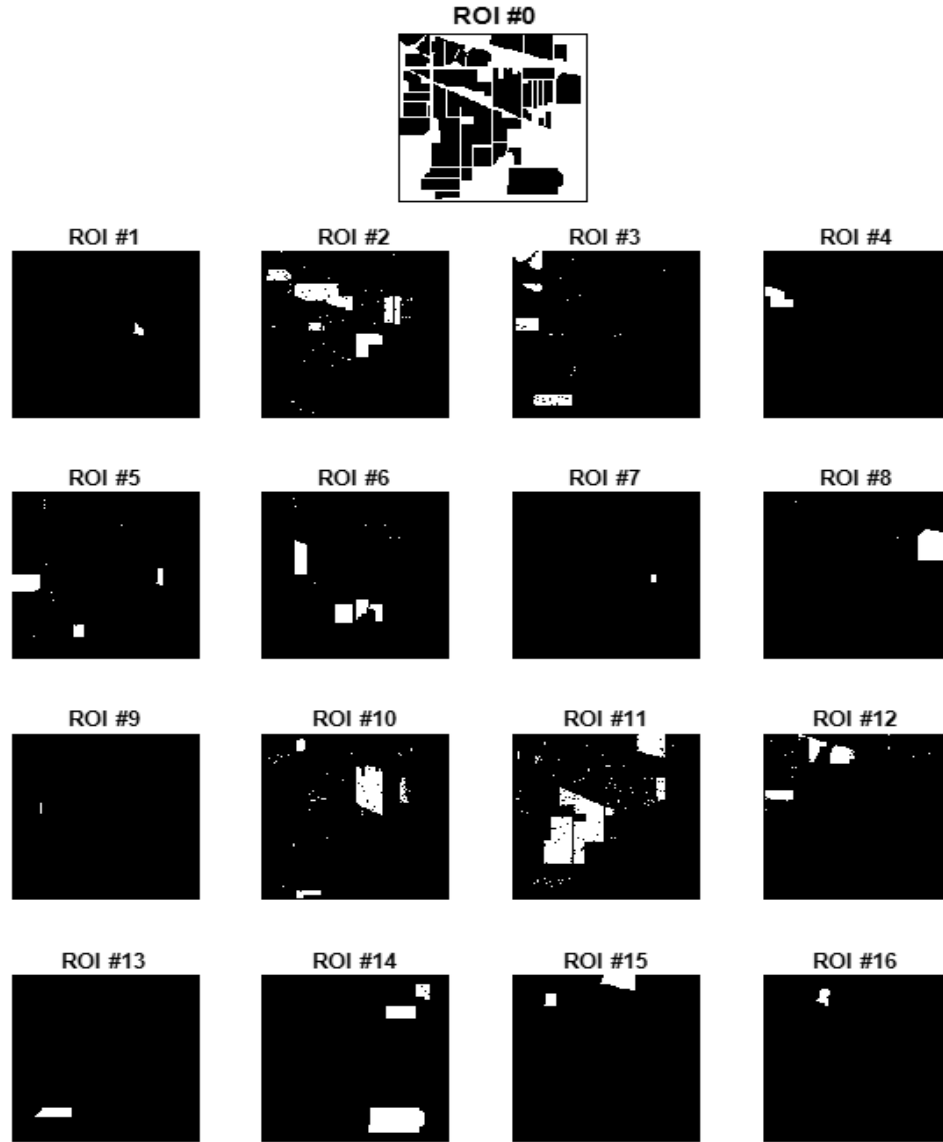 ROI #0
ROI #1 ROI #2 ROI #3 ROI #4
ROI #5 ROI #6 ROI #7 ROI #8
ROI #9 ROI #10 ROI #11 ROI #12
ROI #13 ROI #14 ROI #15 ROI #16